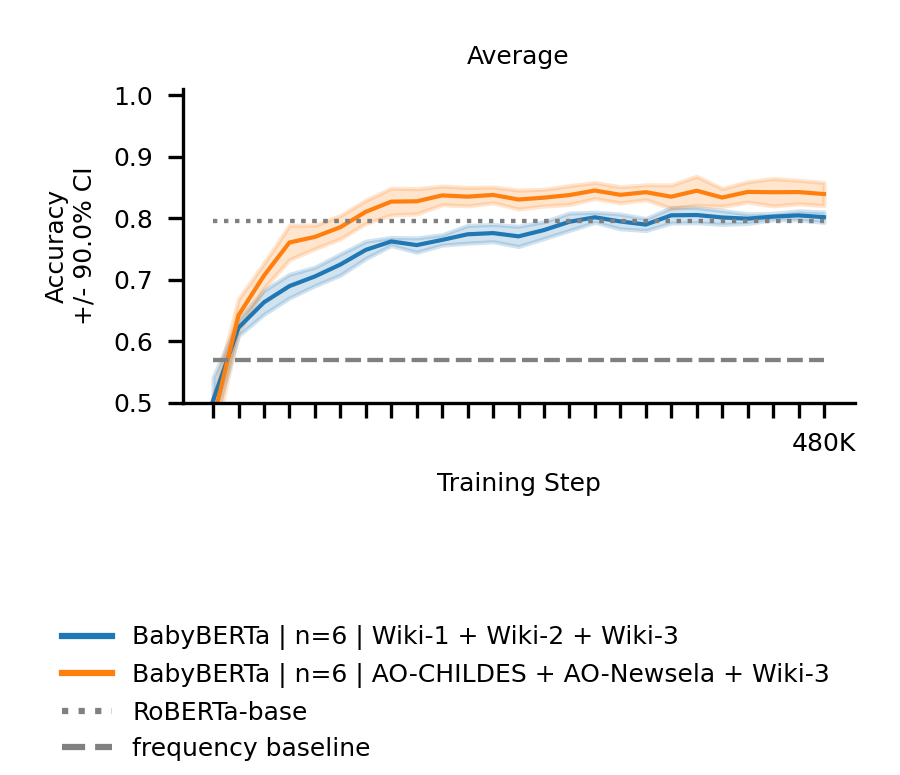 Average
1.0
0.9
0.8
0.7
0.6
0.5
Accuracy
+/- 90.0% CI
480K
Training Step
BabyBERTa | n=6 | Wiki-1 + Wiki-2 + Wiki-3
BabyBERTa | n=6 | AO-CHILDES + AO-Newsela + Wiki-3
RoBERTa-base
frequency baseline